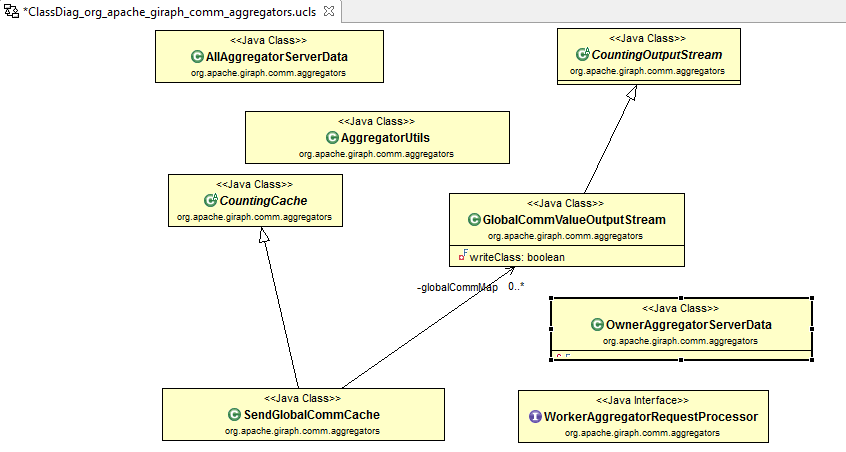 *ClassDiag_org_apache_giraph_comm_aggregators.ucls
<<Java Class>>
AllAggregatorServerData
org.apache.giraph.comm.aggregators
<<Java Class>>
CountingOutputStream
org.apache.giraph.comm.aggregators
<<Java Class>>
AggregatorUtils
org.apache.giraph.comm.aggregators
<<Java Class>>
CountingCache
org.apache.giraph.comm.aggregators
<<Java Class>>
GlobalCommValueOutputStream
org.apache.giraph.comm.aggregators
writeClass: boolean
-globalCommMap 0..*
<<Java Class>>
OwnerAggregatorServerData
org.apache.giraph.comm.aggregators
<<Java Class>>
SendGlobalCommCache
org.apache.giraph.comm.aggregators
<<Java Interface>>
WorkerAggregatorRequestProcessor
org.apache.giraph.comm.aggregators